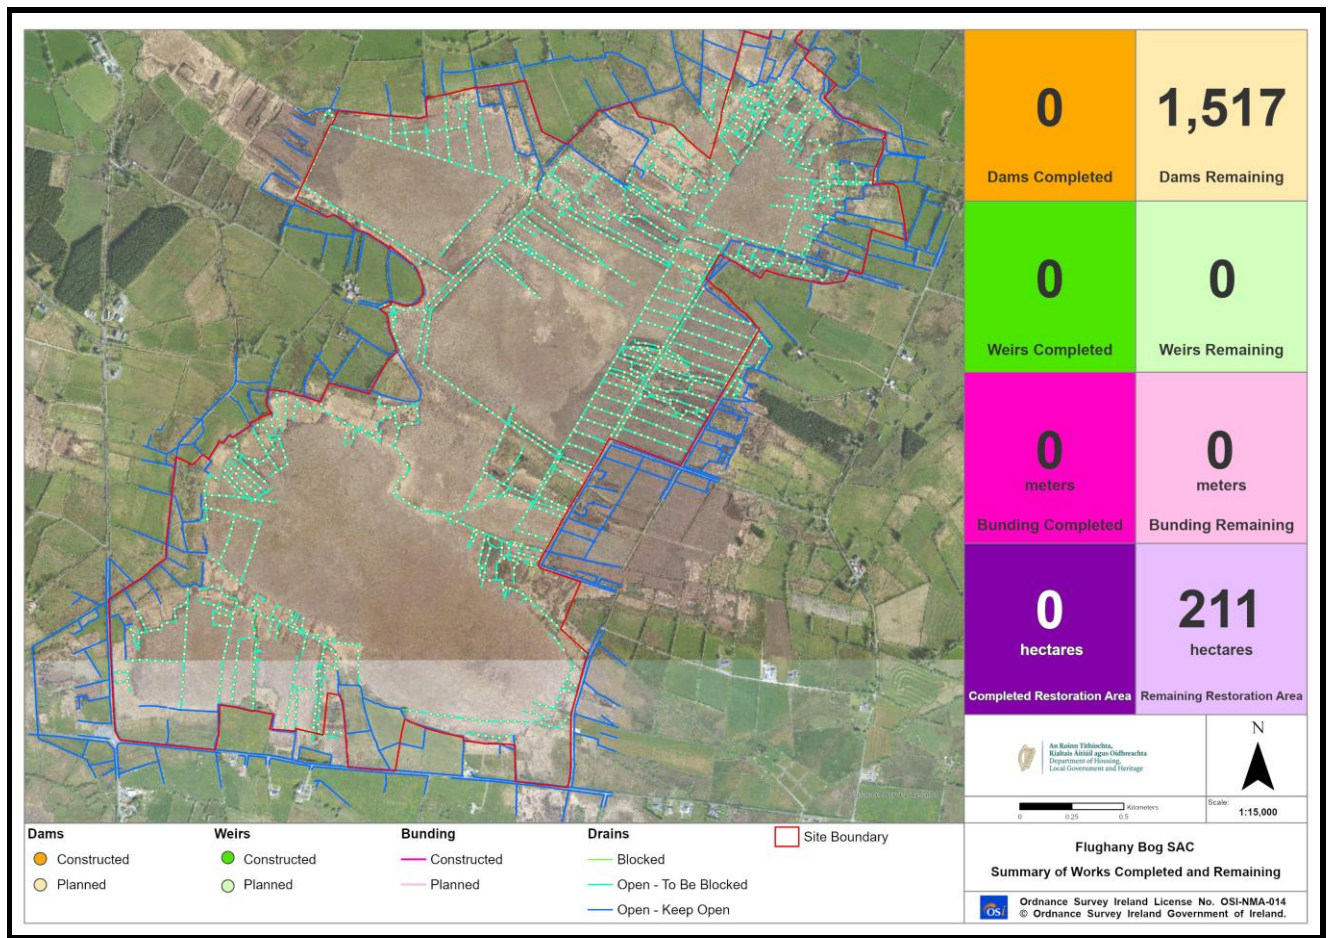 0
Dams Completed
1,517
Dams Remaining
0
Weirs Completed
0
Weirs Remaining
0
meters
Bunding Completed
0
meters
Bunding Remaining
0
hectares
Completed Restoration Area
211
hectares
Remaining Restoration Area
An Roinn Tithíochta,
Rialtais Áitiúil agus Oidhreachta
Department of Housing,
Local Government and Heritage
N
Kilometers
0 0.25 0.5
Scale:
1:15,000
Flughany Bog SAC
Summary of Works Completed and Remaining
OSi
Ordnance Survey Ireland License No. OSI-NMA-014
© Ordnance Survey Ireland Government of Ireland.
Dams
Constructed
Planned
Weirs
Constructed
Planned
Bunding
Constructed
Planned
Drains
Blocked
Open - To Be Blocked
Open - Keep Open
Site Boundary